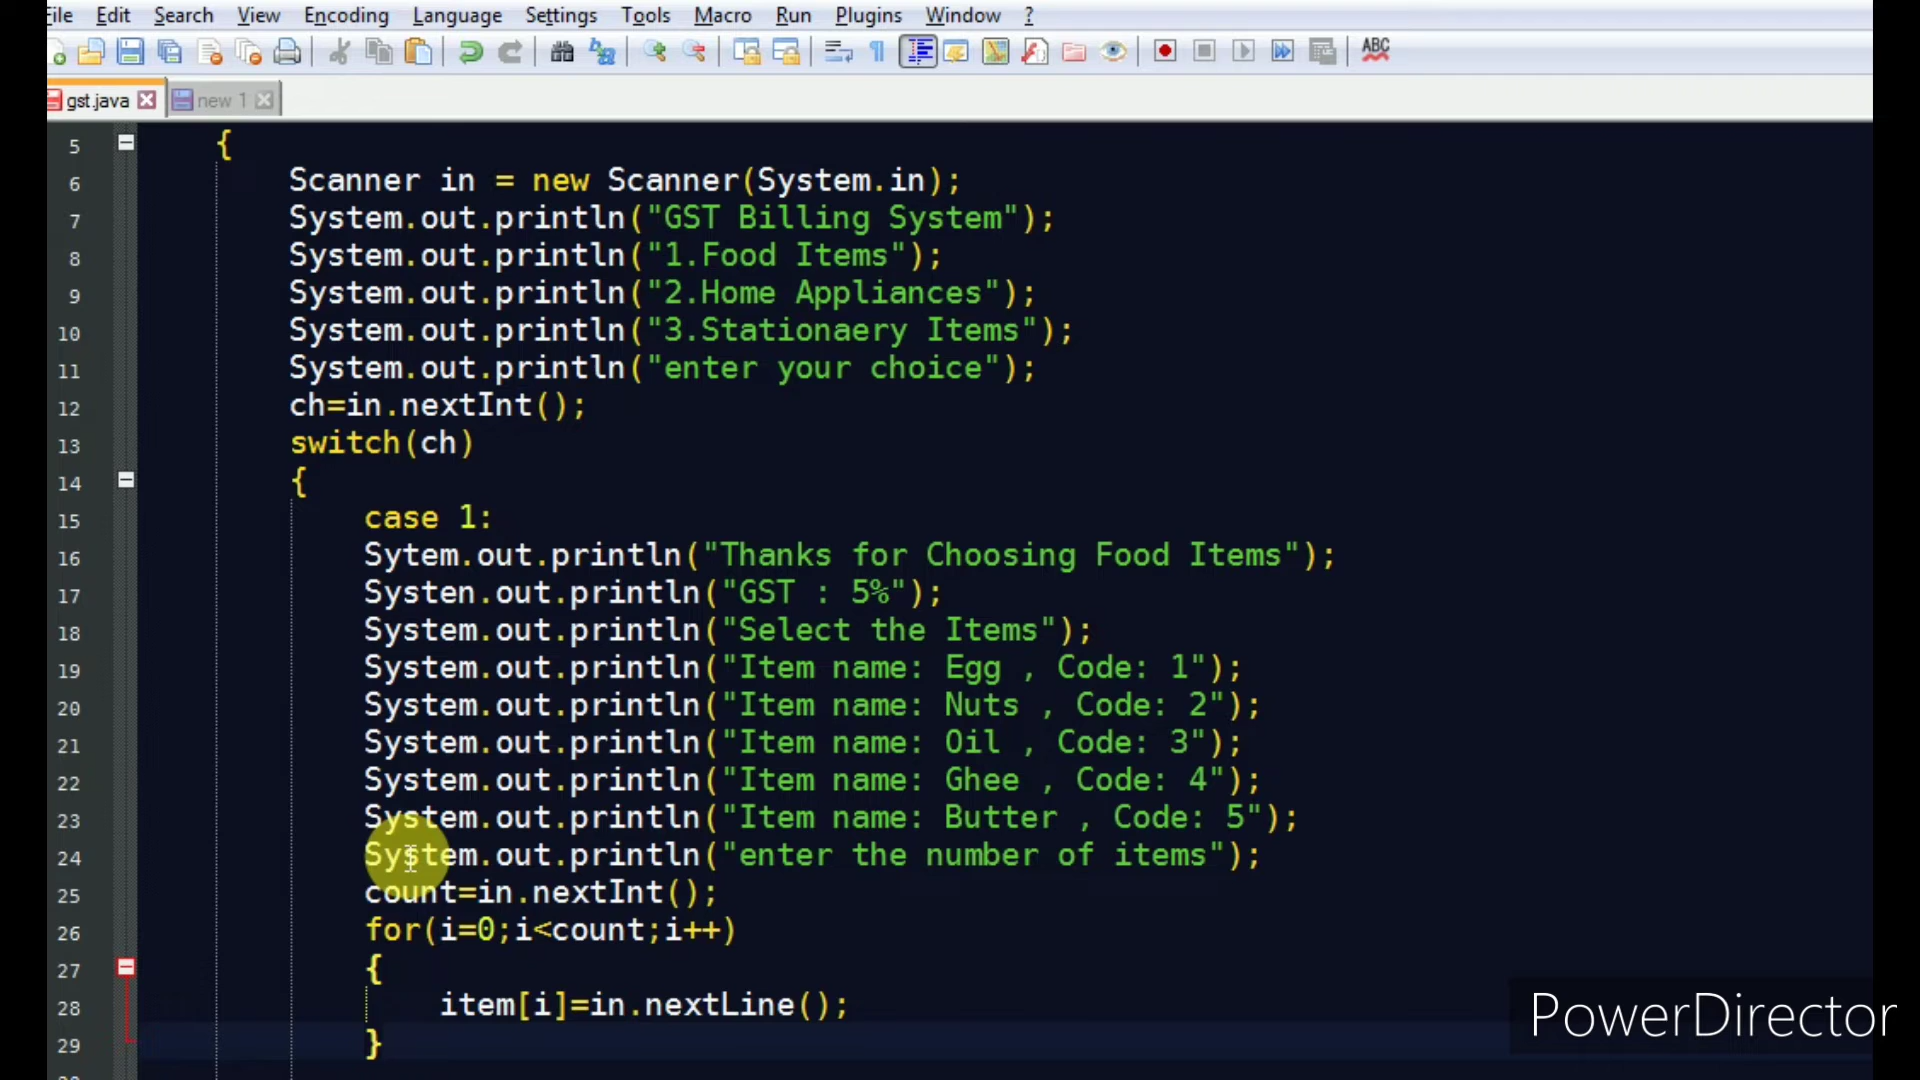 File Edit Search View Encoding Language Settings Tools Macro Run Plugins Window ?
ABC
gst.java new 1
5 {
6 Scanner in = new Scanner(System.in);
7 System.out.println("GST Billing System");
8 System.out.println("1.Food Items");
9 System.out.println("2.Home Appliances");
10 System.out.println("3.Stationaery Items");
11 System.out.println("enter your choice");
12 ch=in.nextInt();
13 switch(ch)
14 {
15 case 1:
16 Sytem.out.println("Thanks for Choosing Food Items");
17 Systen.out.println("GST : 5%");
18 System.out.println("Select the Items");
19 System.out.println("Item name: Egg , Code: 1");
20 System.out.println("Item name: Nuts , Code: 2");
21 System.out.println("Item name: Oil , Code: 3");
22 System.out.println("Item name: Ghee , Code: 4");
23 System.out.println("Item name: Butter , Code: 5");
24 System.out.println("enter the number of items");
25 count=in.nextInt();
26 for(i=0;i<count;i++)
27 {
28 item[i]=in.nextLine();
29 }
PowerDirector